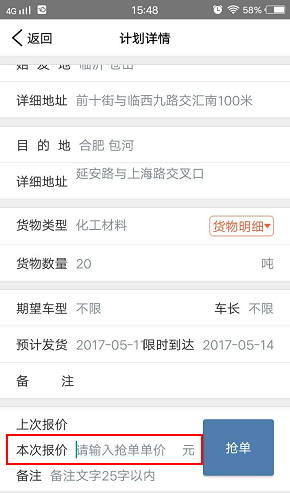 4G 15:48 58%
返回 计划详情
始 发 地 临沂 苍山
详细地址 前十街与临西九路交汇南100米
目 的 地 合肥 包河
详细地址 延安路与上海路交叉口
货物类型 化工材料 货物明细
货物数量 20 吨
期望车型 不限 车长 不限
预计发货 2017-05-11 限时到达 2017-05-14
备 注
上次报价
本次报价 请输入抢单单价 元
抢单
备注 备注文字25字以内